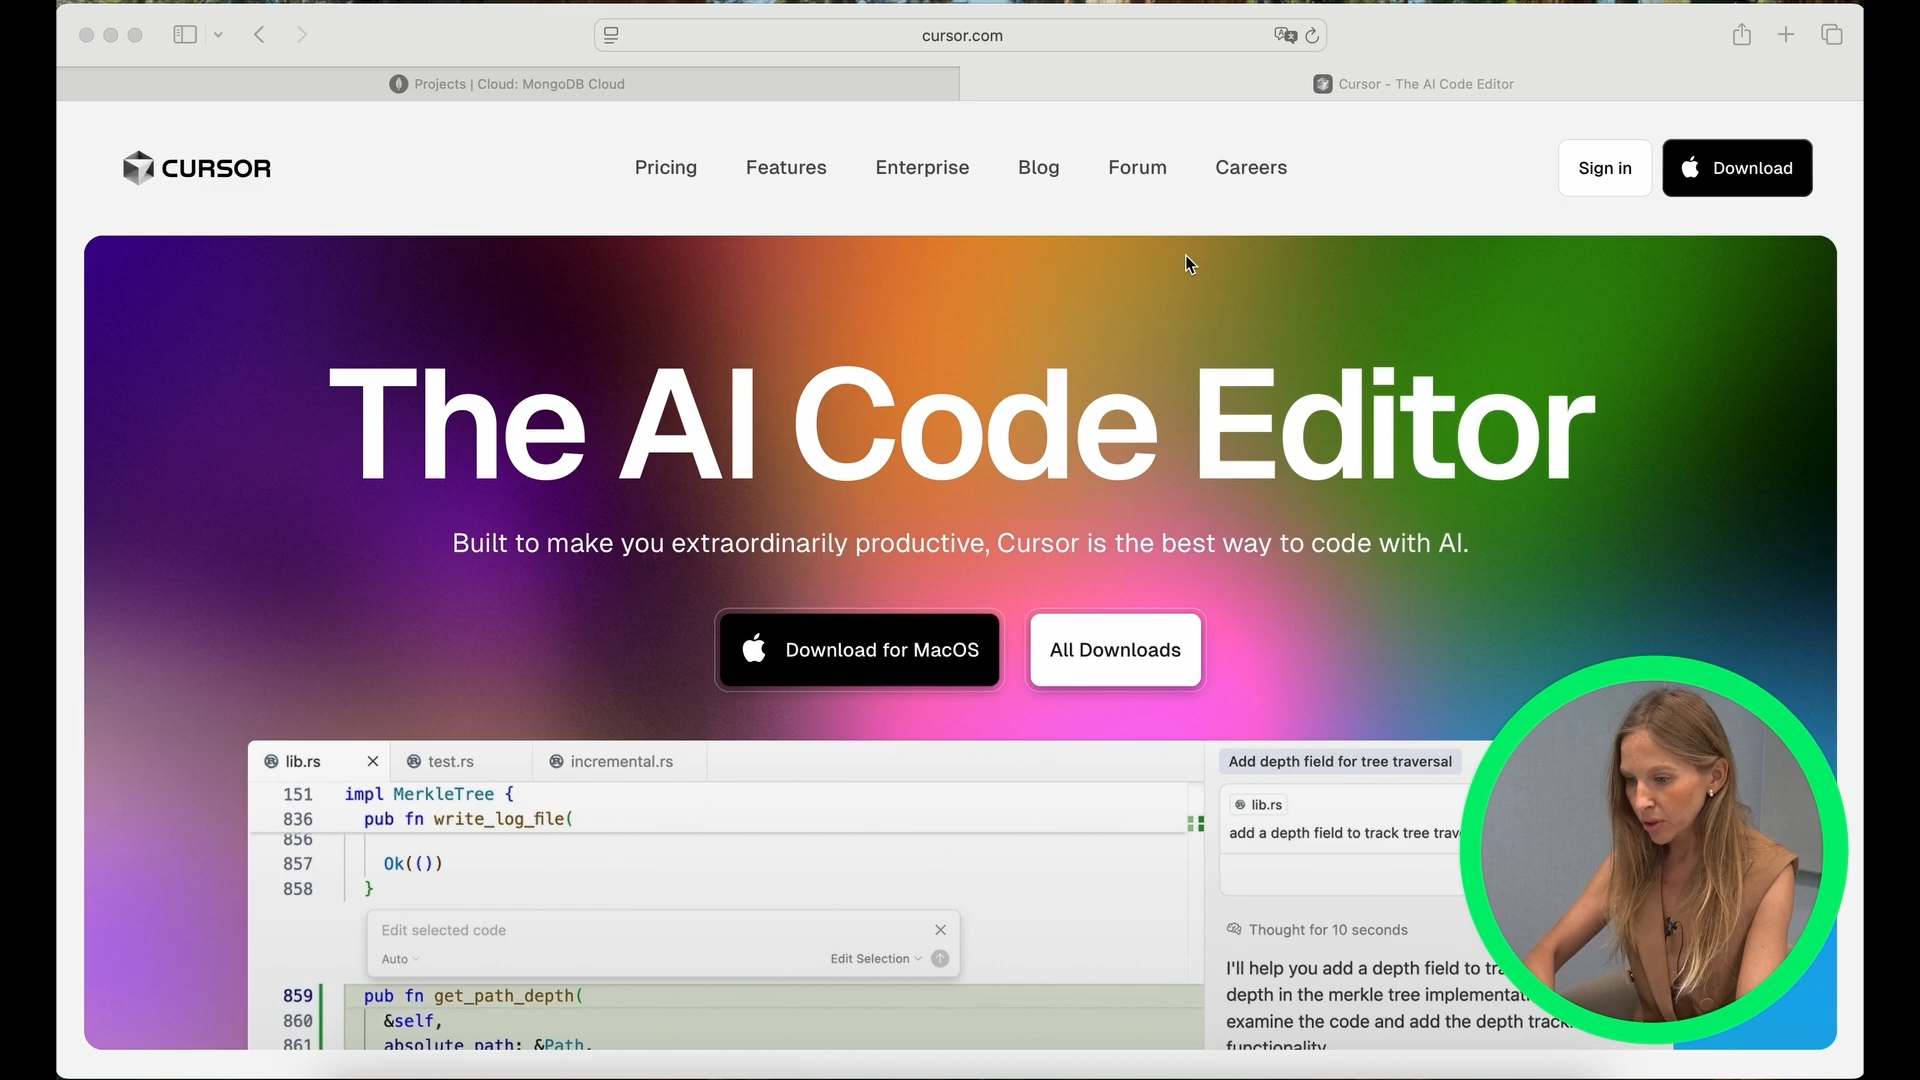 cursor.com
Projects | Cloud: MongoDB Cloud
Cursor - The AI Code Editor
CURSOR
Pricing
Features
Enterprise
Blog
Forum
Careers
Sign in
Download
The AI Code Editor
Built to make you extraordinarily productive, Cursor is the best way to code with AI.
Download for MacOS
All Downloads
lib.rs
test.rs
incremental.rs
151 impl MerkleTree {
836 pub fn write_log_file(
856
857 Ok(())
858 }
Edit selected code
Auto
Edit Selection
859 pub fn get_path_depth(
860 &self,
861 absolute_path: &Path,
Add depth field for tree traversal
lib.rs
add a depth field to track tree
Thought for 10 seconds
I'll help you add a depth field to
depth in the merkle tree
examine the code and add the depth
functionality